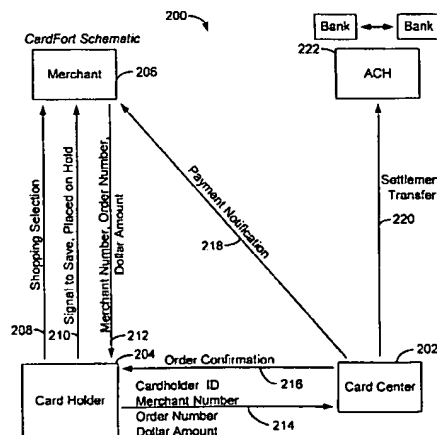 CardFort Schematic
200
Bank
Bank
222
ACH
Merchant
206
Shopping Selection
208
Signal to Save, Placed on Hold
210
Merchant Number, Order Number,
Dollar Amount
212
Payment Notification
218
Settlement
Transfer
220
204
Card Holder
Order Confirmation
216
Cardholder ID
Merchant Number
Order Number
Dollar Amount
214
202
Card Center